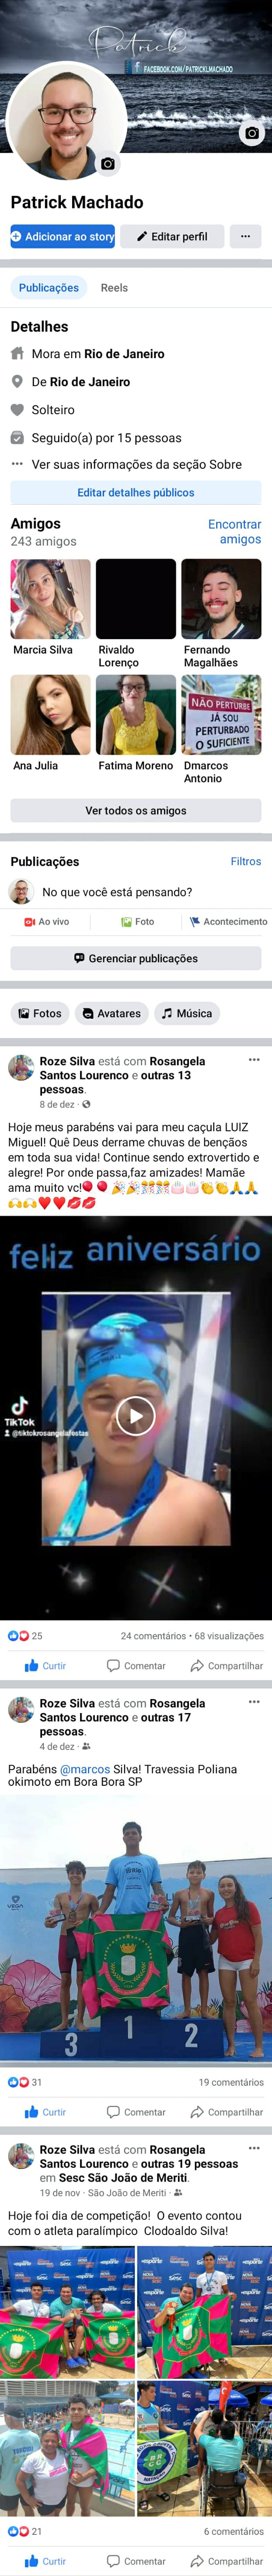 Patrick
FACEBOOK.COM/PATRICKLMACHADO
Patrick Machado
Adicionar ao story
Editar perfil
Publicações
Reels
Detalhes
Mora em Rio de Janeiro
De Rio de Janeiro
Solteiro
Seguido(a) por 15 pessoas
Ver suas informações da seção Sobre
Editar detalhes públicos
Amigos
243 amigos
Encontrar
amigos
Marcia Silva
Rivaldo
Lorenço
Fernando
Magalhães
NÃO PERTURBE
JÁ SOU
PERTURBADO
O SUFICIENTE
Ana Julia
Fatima Moreno
Dmarcos
Antonio
Ver todos os amigos
Publicações
Filtros
No que você está pensando?
Ao vivo
Foto
Acontecimento
Gerenciar publicações
Fotos
Avatares
Música
Roze Silva está com Rosangela
Santos Lourenco e outras 13
pessoas.
8 de dez ·
Hoje meus parabéns vai para meu caçula LUIZ
Miguel! Quê Deus derrame chuvas de bençãos
em toda sua vida! Continue sendo extrovertido e
alegre! Por onde passa,faz amizades! Mamãe
ama muito vc!🎈🎈🎉🎉🎊🎊🎂🎂👏👏🙏🙏
🙌🙌❤️❤️💋💋
feliz aniversário
TikTok
@tiktokrosangelafestas
25
24 comentários • 68 visualizações
Curtir
Comentar
Compartilhar
Roze Silva está com Rosangela
Santos Lourenco e outras 17
pessoas.
4 de dez ·
Parabéns @marcos Silva! Travessia Poliana
okimoto em Bora Bora SP
VEGA
3
1
2
31
19 comentários
Curtir
Comentar
Compartilhar
Roze Silva está com Rosangela
Santos Lourenco e outras 19 pessoas
em Sesc São João de Meriti.
19 de nov · São João de Meriti ·
Hoje foi dia de competição! O evento contou
com o atleta paralímpico Clodoaldo Silva!
21
6 comentários
Curtir
Comentar
Compartilhar